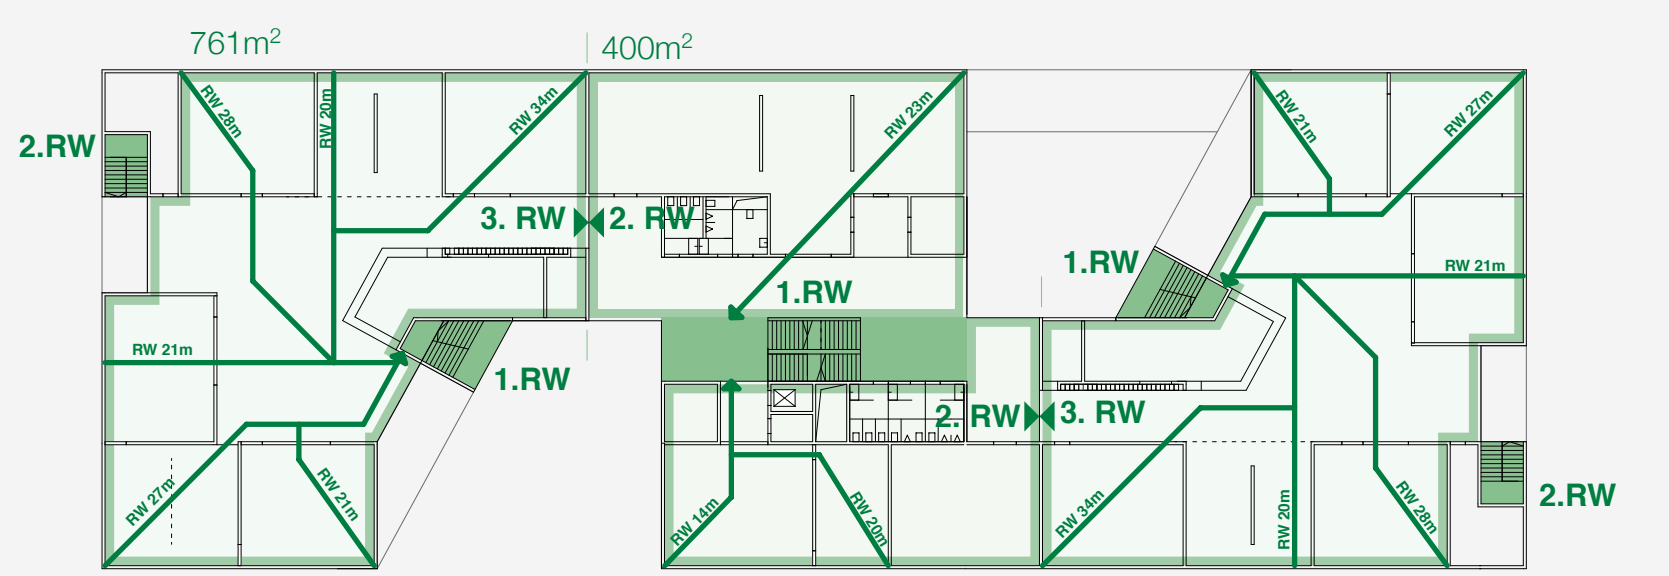 761m²
400m²
RW 28m
RW 20m
RW 34m
RW 23m
RW 21m
RW 27m
2.RW
3. RW
2. RW
1.RW
1.RW
RW 21m
RW 21m
1.RW
2. RW
3. RW
RW 27m
RW 21m
RW 14m
RW 20m
RW 34m
RW 20m
RW 28m
2.RW